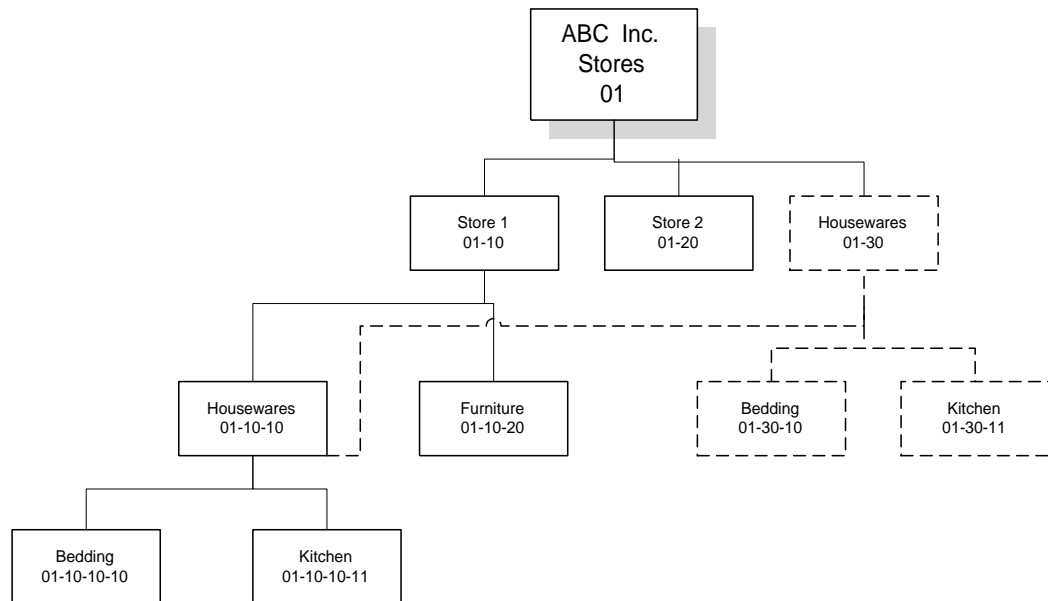 ABC Inc.
Stores
01
Store 1
01-10
Store 2
01-20
Housewares
01-30
Housewares
01-10-10
Furniture
01-10-20
Bedding
01-30-10
Kitchen
01-30-11
Bedding
01-10-10-10
Kitchen
01-10-10-11